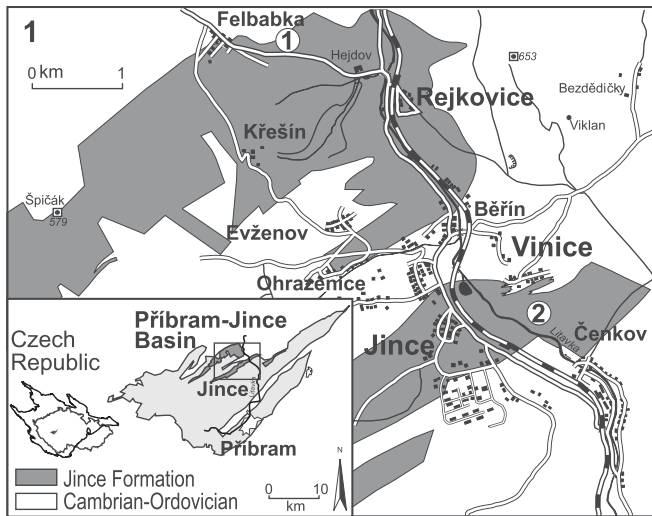 1
Felbabka
1
Hejdov
653
0 km 1
Bezdědičky
Rejkovice
Viklan
Křešín
Špičák
579
Běřín
Evženov
Vinice
Ohrazenice
2
Litavka
Čenkov
Jince
Czech
Republic
Příbram-Jince
Basin
Jince
Příbram
N
Jince Formation
Cambrian-Ordovician
0 10
km